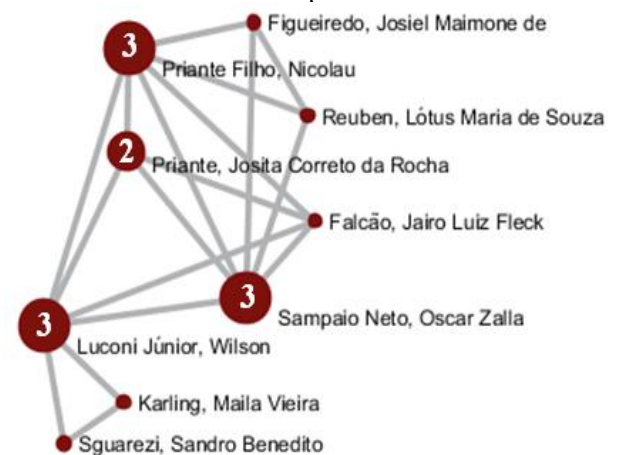 Figueiredo, Josiel Maimone de
3
Priante Filho, Nicolau
Reuben, Lótus Maria de Souza
2
Priante, Josita Correto da Rocha
Falcão, Jairo Luiz Fleck
3
Sampaio Neto, Oscar Zalla
3
Luconi Júnior, Wilson
Karling, Maila Vieira
Sguarezi, Sandro Benedito